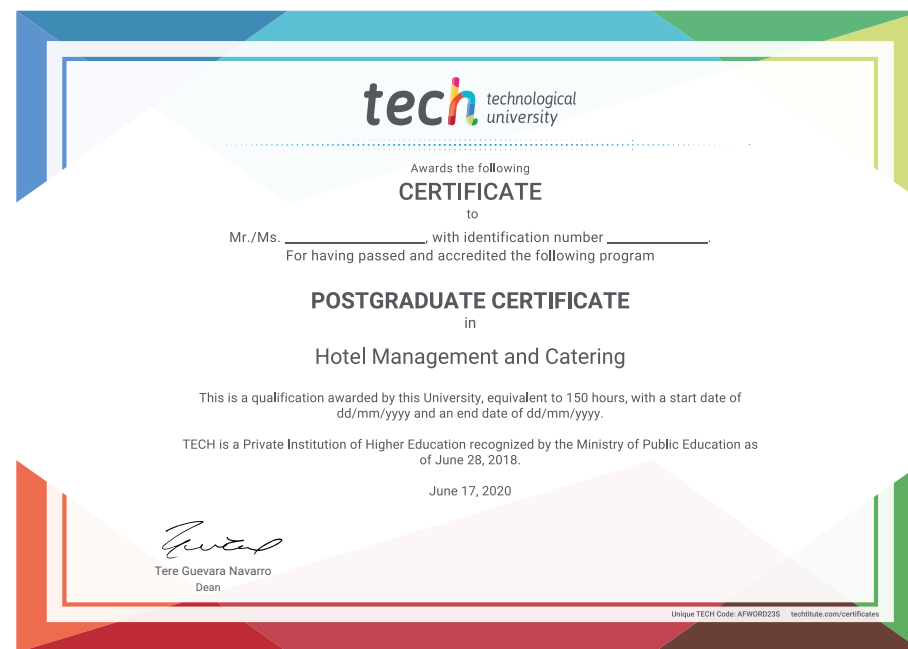 tech technological
university
Awards the following
CERTIFICATE
to
Mr./Ms. ____________________, with identification number ______________.
For having passed and accredited the following program
POSTGRADUATE CERTIFICATE
in
Hotel Management and Catering
This is a qualification awarded by this University, equivalent to 150 hours, with a start date of
dd/mm/yyyy and an end date of dd/mm/yyyy.
TECH is a Private Institution of Higher Education recognized by the Ministry of Public Education as
of June 28, 2018.
June 17, 2020
Tere Guevara Navarro
Dean
Unique TECH Code: AFWORD23S techtitute.com/certificates